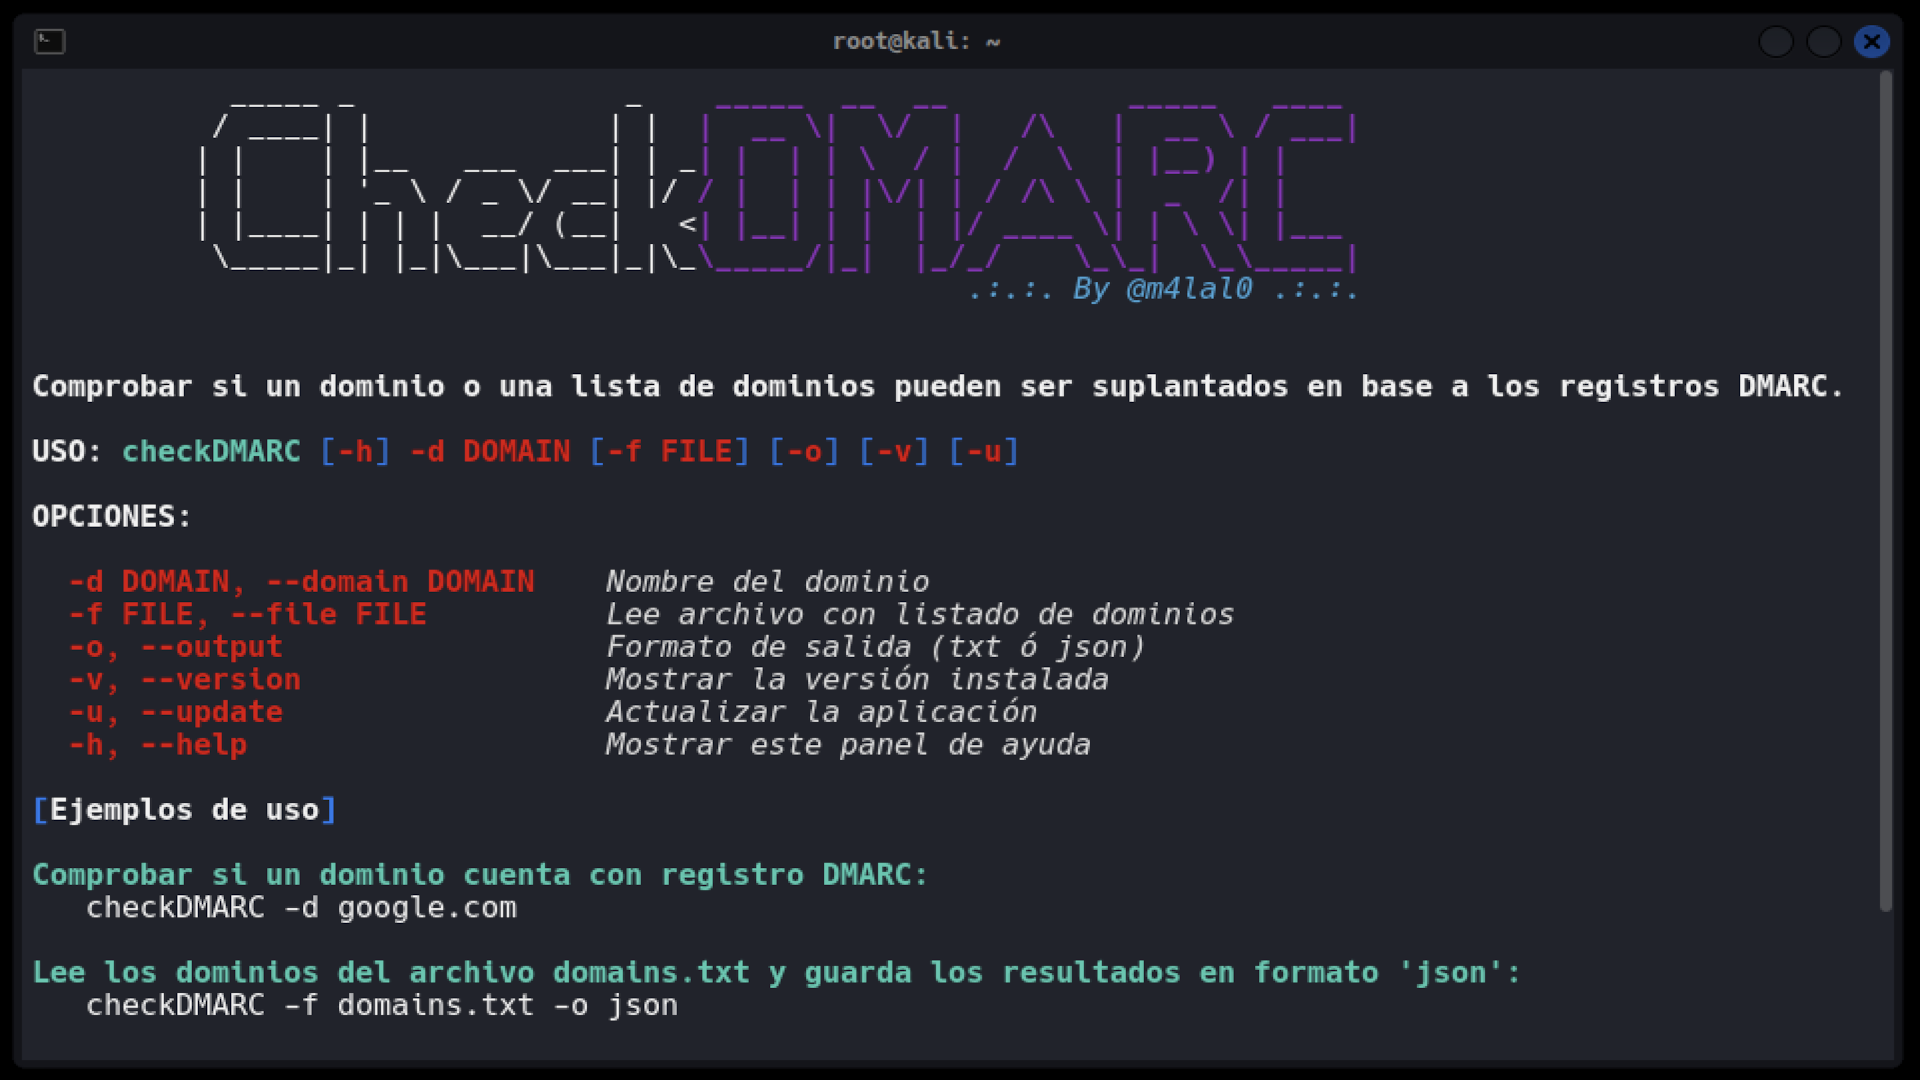 root@kali: ~
CheckDMARC
.:.:. By @m4lal0 .:.:.
Comprobar si un dominio o una lista de dominios pueden ser suplantados en base a los registros DMARC.
USO: checkDMARC [-h] -d DOMAIN [-f FILE] [-o] [-v] [-u]
OPCIONES:
-d DOMAIN, --domain DOMAIN Nombre del dominio
-f FILE, --file FILE Lee archivo con listado de dominios
-o, --output Formato de salida (txt ó json)
-v, --version Mostrar la versión instalada
-u, --update Actualizar la aplicación
-h, --help Mostrar este panel de ayuda
[Ejemplos de uso]
Comprobar si un dominio cuenta con registro DMARC:
checkDMARC -d google.com
Lee los dominios del archivo domains.txt y guarda los resultados en formato 'json':
checkDMARC -f domains.txt -o json